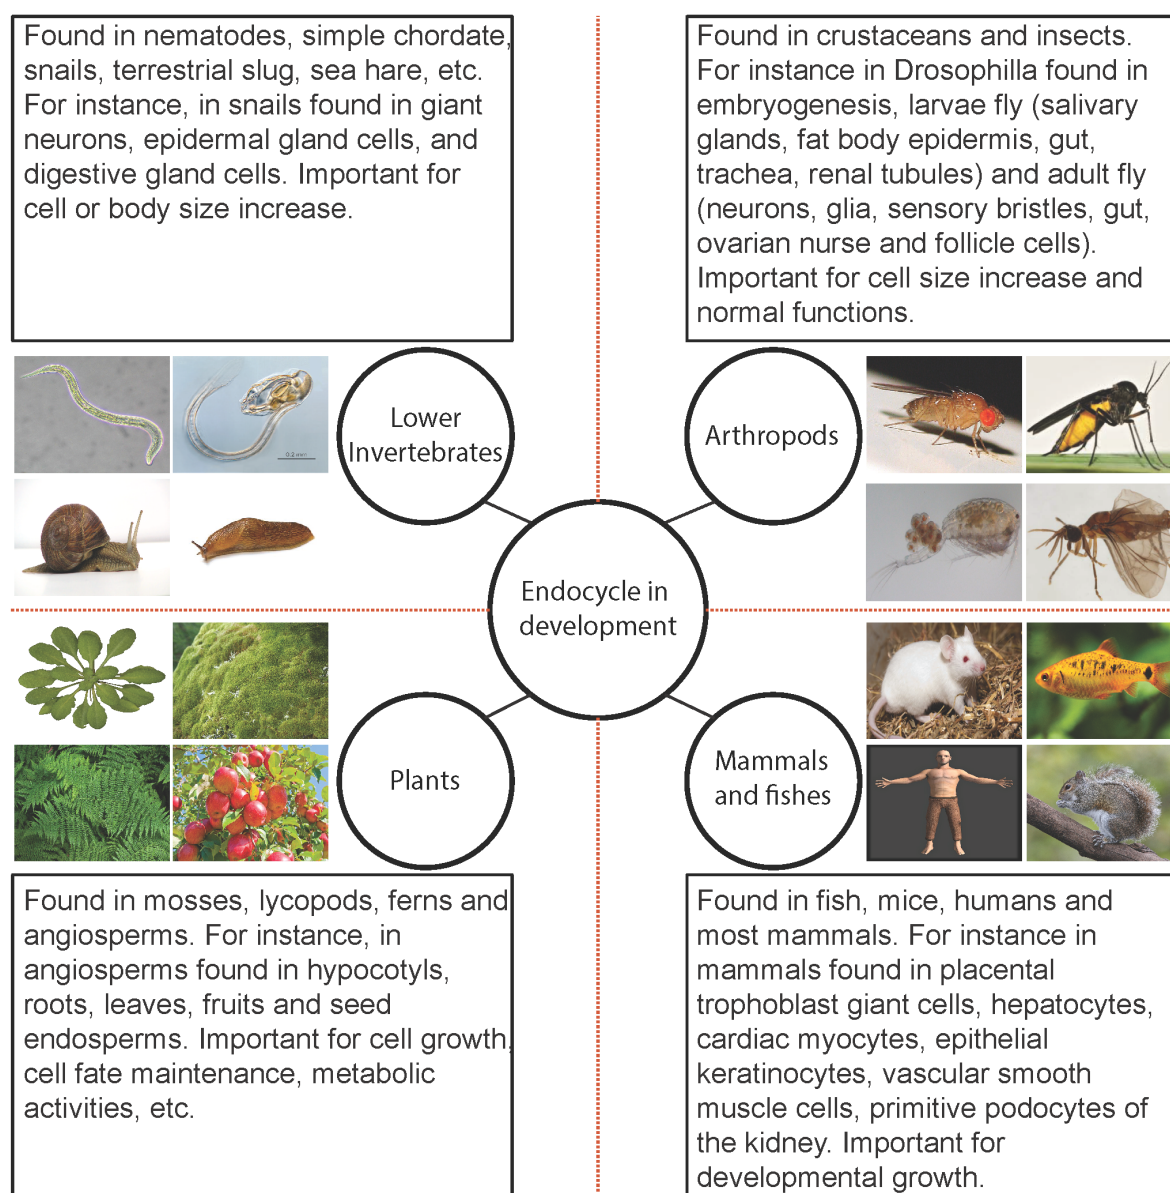 Found in nematodes, simple chordate,
snails, terrestrial slug, sea hare, etc.
For instance, in snails found in giant
neurons, epidermal gland cells, and
digestive gland cells. Important for
cell or body size increase.
Found in crustaceans and insects.
For instance in Drosophilla found in
embryogenesis, larvae fly (salivary
glands, fat body epidermis, gut,
trachea, renal tubules) and adult fly
(neurons, glia, sensory bristles, gut,
ovarian nurse and follicle cells).
Important for cell size increase and
normal functions.
0.2 mm
Lower
Invertebrates
Arthropods
Endocycle in
development
Plants
Mammals
and fishes
Found in mosses, lycopods, ferns and
angiosperms. For instance, in
angiosperms found in hypocotyls,
roots, leaves, fruits and seed
endosperms. Important for cell growth,
cell fate maintenance, metabolic
activities, etc.
Found in fish, mice, humans and
most mammals. For instance in
mammals found in placental
trophoblast giant cells, hepatocytes,
cardiac myocytes, epithelial
keratinocytes, vascular smooth
muscle cells, primitive podocytes of
the kidney. Important for
developmental growth.